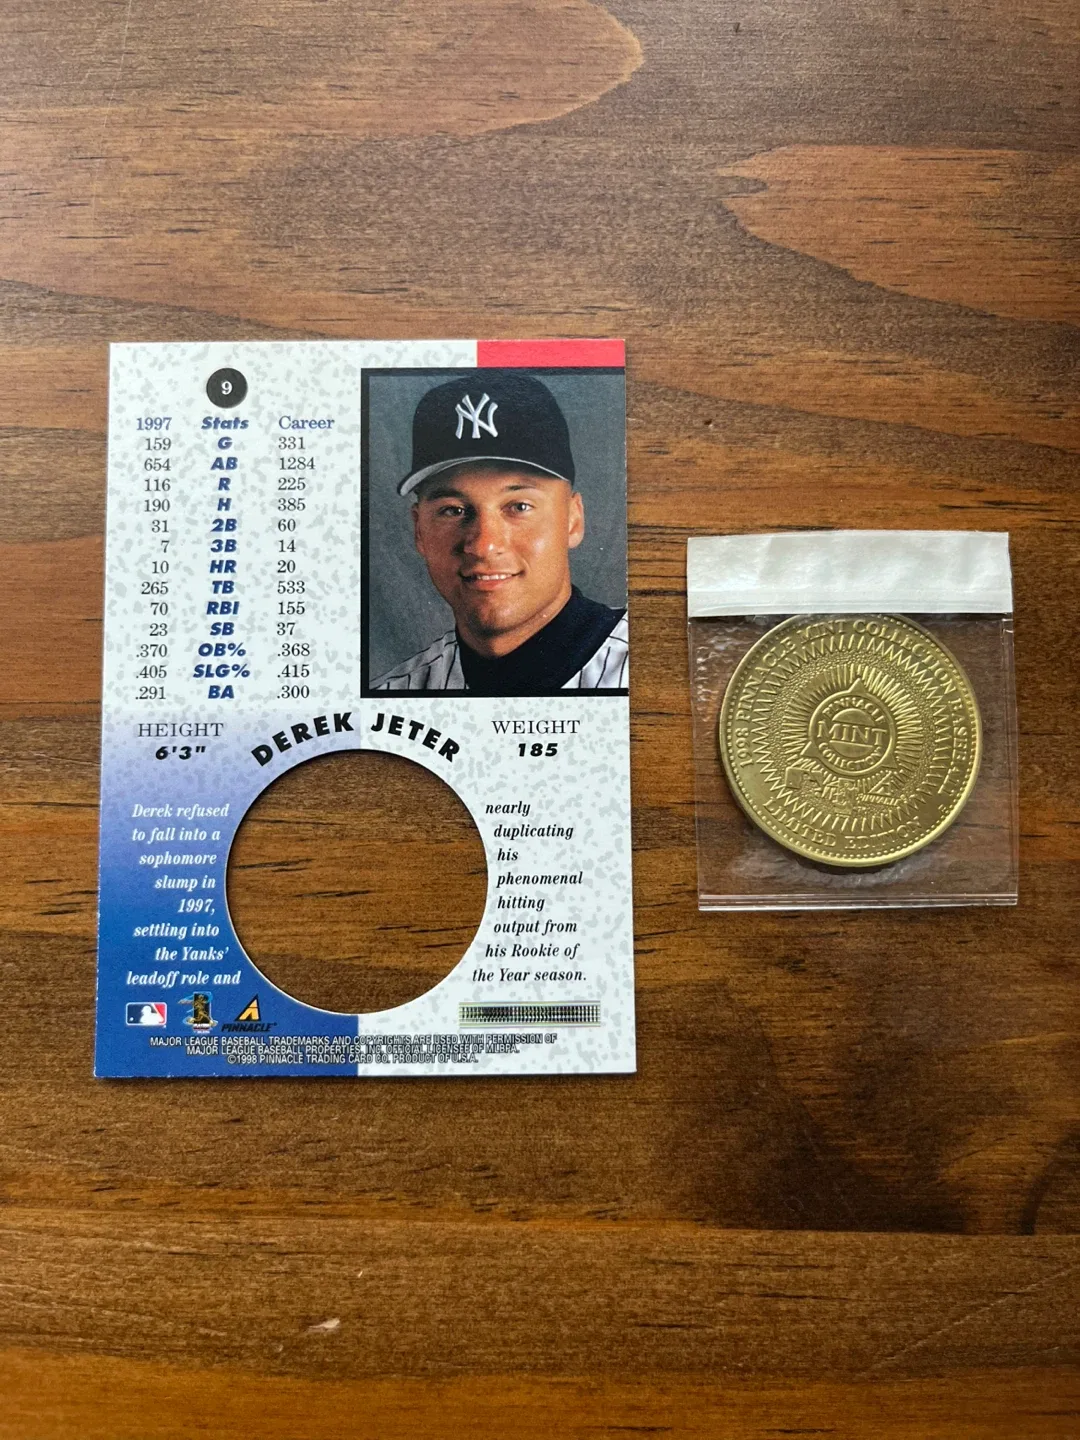 9
1997 Stats Career
159 G 331
654 AB 1284
116 R 225
190 H 385
31 2B 60
7 3B 14
10 HR 20
265 TB 533
70 RBI 155
23 SB 37
.370 OB% .368
.405 SLG% .415
.291 BA .300
NY
HEIGHT
6'3"
DEREK JETER
WEIGHT
185
Derek refused
to fall into a
sophomore
slump in
1997,
settling into
the Yanks'
leadoff role and
nearly
duplicating
his
phenomenal
hitting
output from
his Rookie of
the Year season.
PINNACLE
MAJOR LEAGUE BASEBALL TRADEMARKS AND COPYRIGHTS ARE USED WITH PERMISSION OF
MAJOR LEAGUE BASEBALL PROPERTIES, INC. OFFICIAL LICENSEE OF MLBPA.
©1998 PINNACLE TRADING CARD CO. PRODUCT OF U.S.A.
1998 PINNACLE MINT COLLECTION BASEBALL
PINNACLE
MINT
COLLECTION
LIMITED EDITION